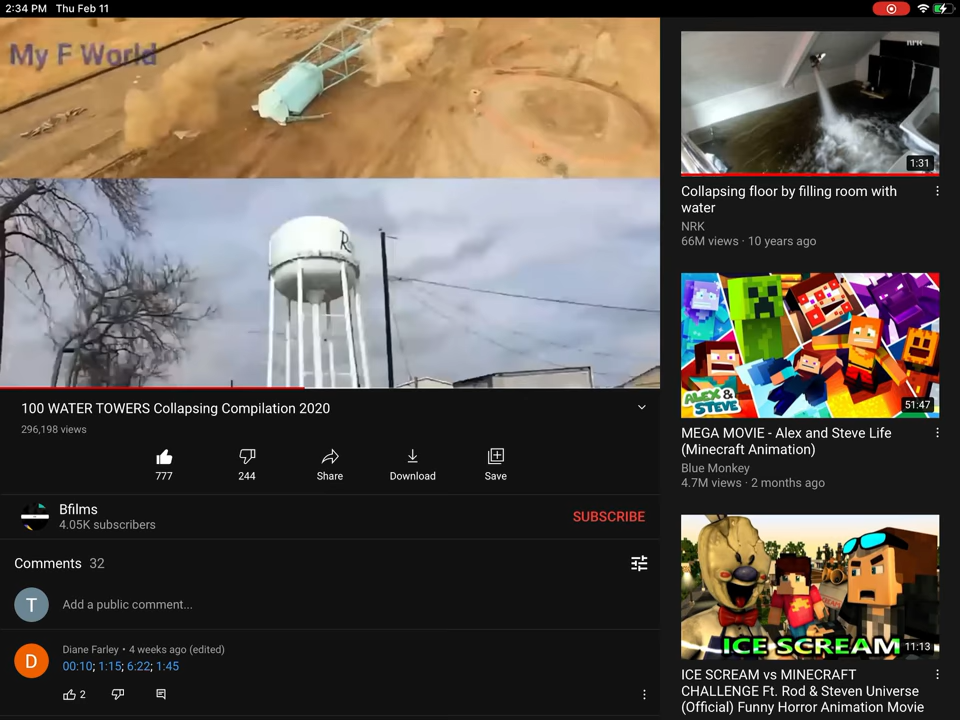 2:34 PM Thu Feb 11
My F World
R
100 WATER TOWERS Collapsing Compilation 2020
296,198 views
777
244
Share
Download
Save
Bfilms
4.05K subscribers
SUBSCRIBE
Comments 32
T
Add a public comment...
D
Diane Farley • 4 weeks ago (edited)
00:10; 1:15; 6:22; 1:45
2
NRK
1:31
Collapsing floor by filling room with
water
NRK
66M views · 10 years ago
ALEX &
STEVE
51:47
MEGA MOVIE - Alex and Steve Life
(Minecraft Animation)
Blue Monkey
4.7M views · 2 months ago
ICE SCREAM
11:13
ICE SCREAM vs MINECRAFT
CHALLENGE Ft. Rod & Steven Universe
(Official) Funny Horror Animation Movie